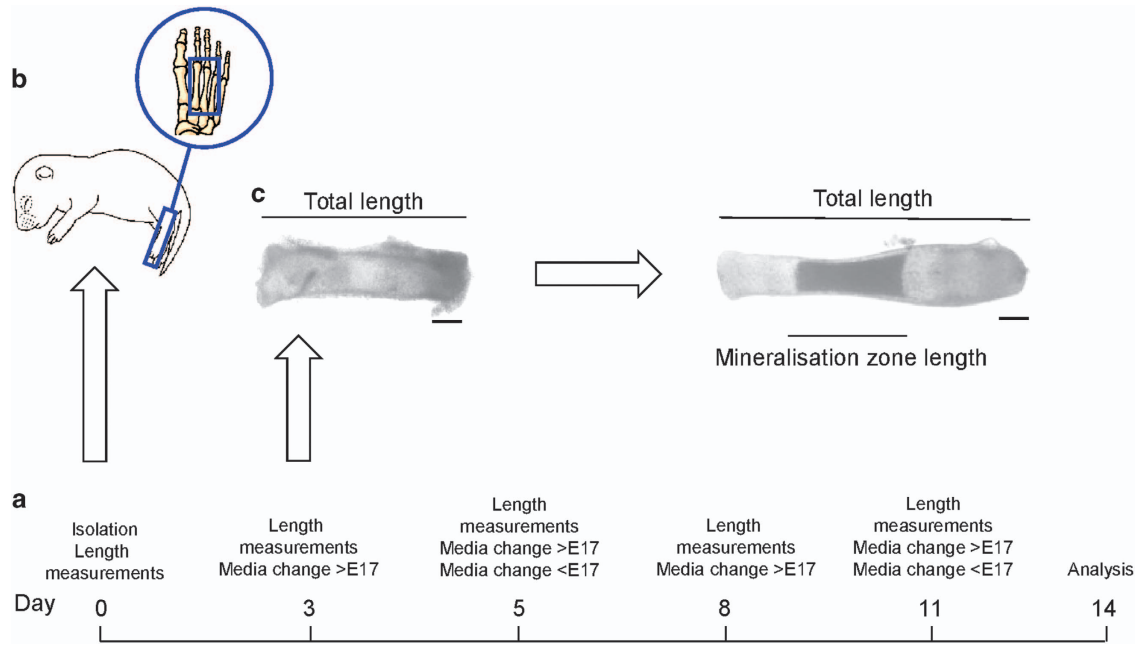 b
c
Total length
Total length
Mineralisation zone length
a
Isolation
Length
measurements
Length
measurements
Media change >E17
Length
measurements
Media change >E17
Media change <E17
Length
measurements
Media change >E17
Length
measurements
Media change >E17
Media change <E17
Analysis
Day 0 3 5 8 11 14